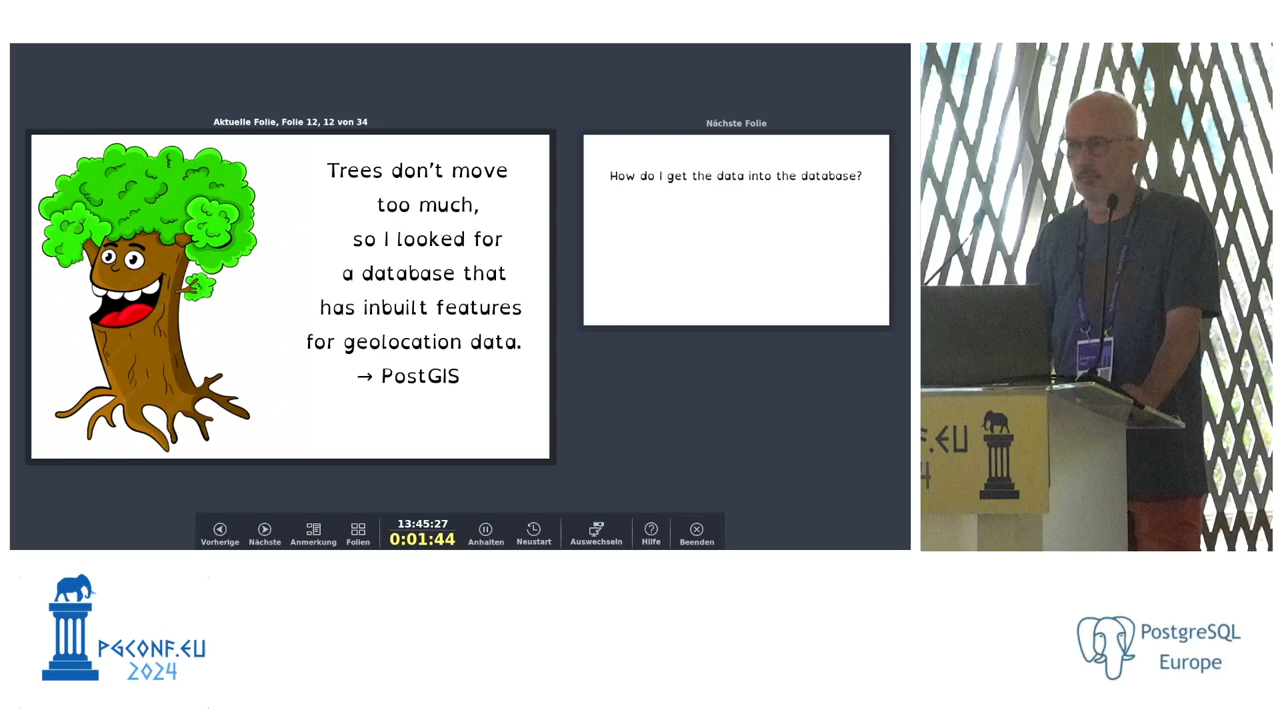 Aktuelle Folie, Folie 12, 12 von 34
Trees don't move
too much,
so I looked for
a database that
has inbuilt features
for geolocation data.
→ PostGIS
Nächste Folie
How do I get the data into the database?
Vorherige
Nächste
Anmerkung
Folien
13:45:27
0:01:44
Anhalten
Neustart
Auswechseln
Hilfe
Beenden
F.EU
4
PGCONF.EU
2024
PostgreSQL
Europe